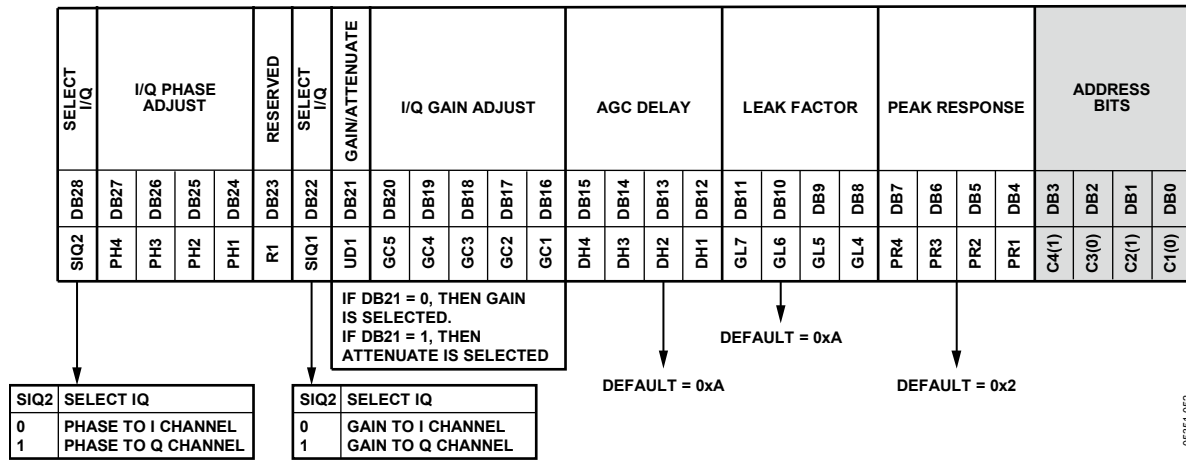 SELECT I/Q
I/Q PHASE ADJUST
RESERVED
SELECT I/Q
GAIN/ATTENUATE
I/Q GAIN ADJUST
AGC DELAY
LEAK FACTOR
PEAK RESPONSE
ADDRESS BITS
DB28 DB27 DB26 DB25 DB24 DB23 DB22 DB21 DB20 DB19 DB18 DB17 DB16 DB15 DB14 DB13 DB12 DB11 DB10 DB9 DB8 DB7 DB6 DB5 DB4 DB3 DB2 DB1 DB0
SIQ2 PH4 PH3 PH2 PH1 R1 SIQ1 UD1 GC5 GC4 GC3 GC2 GC1 DH4 DH3 DH2 DH1 GL7 GL6 GL5 GL4 PR4 PR3 PR2 PR1 C4(1) C3(0) C2(1) C1(0)
IF DB21 = 0, THEN GAIN
IS SELECTED.
IF DB21 = 1, THEN
ATTENUATE IS SELECTED
DEFAULT = 0xA
DEFAULT = 0xA
DEFAULT = 0x2
SIQ2 SELECT IQ
0 PHASE TO I CHANNEL
1 PHASE TO Q CHANNEL
SIQ2 SELECT IQ
0 GAIN TO I CHANNEL
1 GAIN TO Q CHANNEL